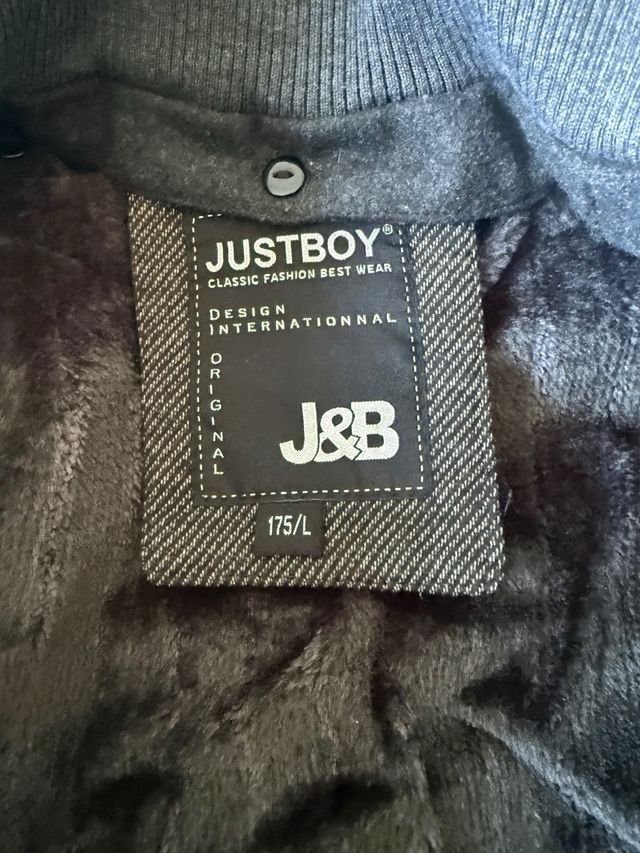 JUSTBOY®
CLASSIC FASHION BEST WEAR
DESIGN
INTERNATIONNAL
ORIGINAL
J&B
175/L